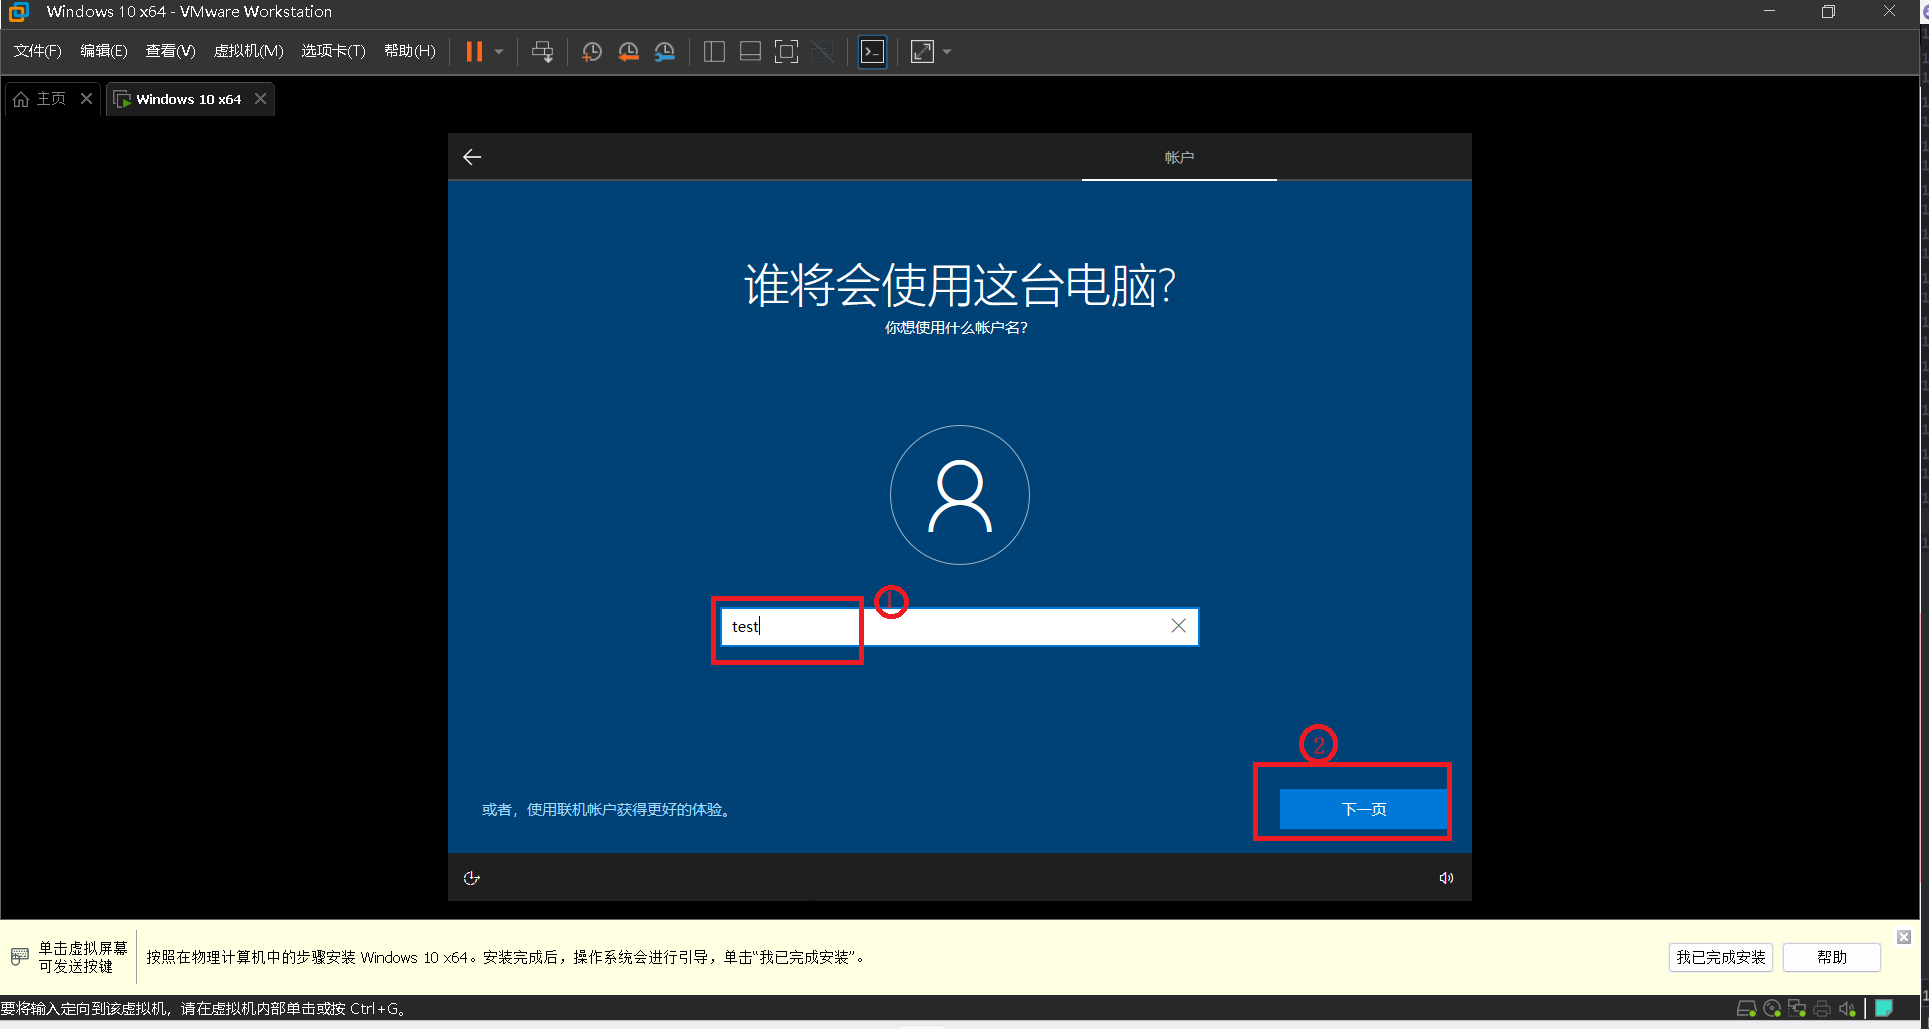 Windows 10 x64 - VMware Workstation
文件(F) 编辑(E) 查看(V) 虚拟机(M) 选项卡(T) 帮助(H)
主页 Windows 10 x64
帐户
谁将会使用这台电脑?
你想使用什么帐户名?
①
test
②
或者，使用联机帐户获得更好的体验。
下一页
单击虚拟屏幕
可发送按键
按照在物理计算机中的步骤安装 Windows 10 x64。安装完成后，操作系统会进行引导，单击“我已完成安装”。
我已完成安装 帮助
要将输入定向到该虚拟机，请在虚拟机内部单击或按 Ctrl+G。